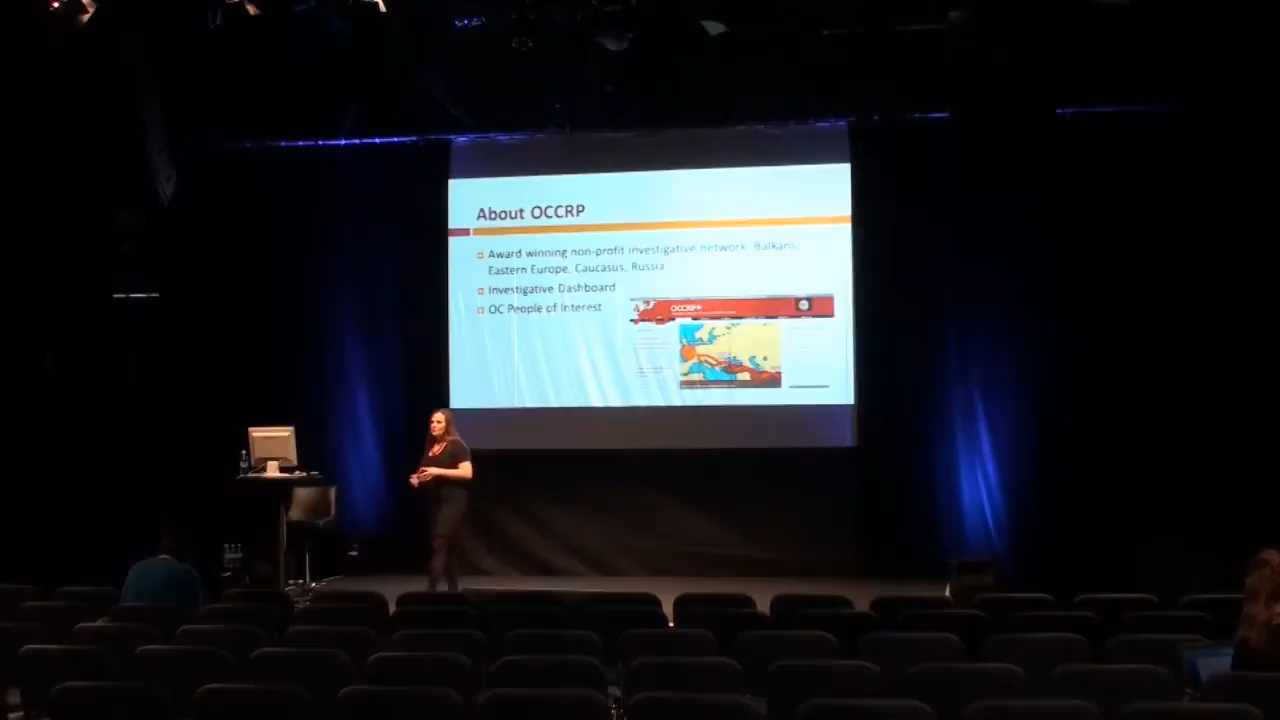 About OCCRP
Award winning non-profit investigative network: Balkans,
Eastern Europe, Caucasus, Russia
Investigative Dashboard
OC People of Interest
OCCRP